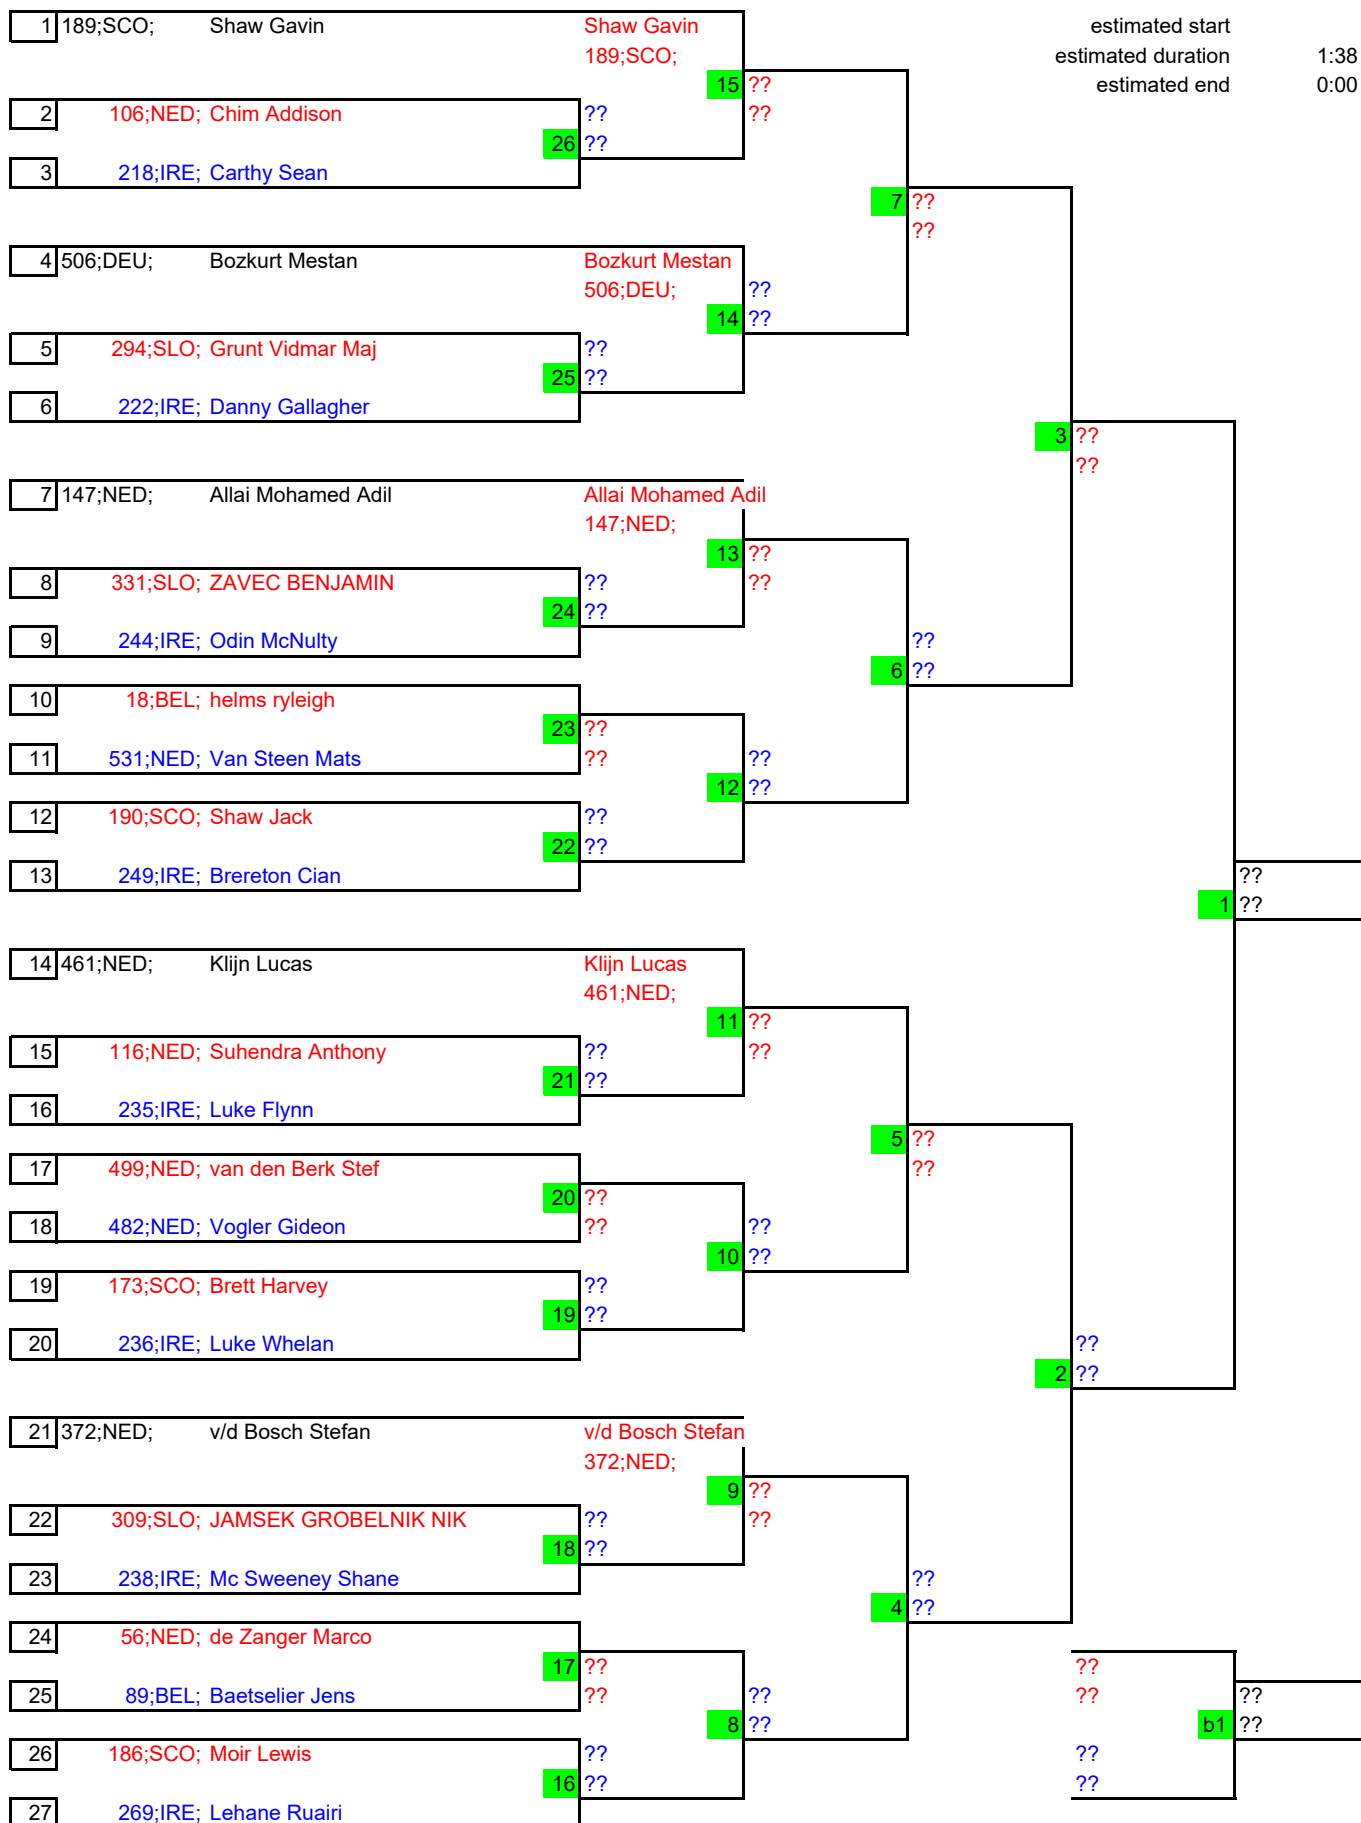 1 189;SCO; Shaw Gavin Shaw Gavin estimated start
189;SCO; estimated duration 1:38
15 ?? estimated end 0:00
2 106;NED; Chim Addison ?? ??
26 ??
3 218;IRE; Carthy Sean
7 ??
??
4 506;DEU; Bozkurt Mestan Bozkurt Mestan
506;DEU; ??
14 ??
5 294;SLO; Grunt Vidmar Maj ??
25 ??
6 222;IRE; Danny Gallagher
3 ??
??
7 147;NED; Allai Mohamed Adil Allai Mohamed Adil
147;NED;
13 ??
8 331;SLO; ZAVEC BENJAMIN ?? ??
24 ??
9 244;IRE; Odin McNulty ??
6 ??
10 18;BEL; helms ryleigh
23 ??
11 531;NED; Van Steen Mats ?? ??
12 ??
12 190;SCO; Shaw Jack ??
22 ??
13 249;IRE; Brereton Cian ??
1 ??
14 461;NED; Klijn Lucas Klijn Lucas
461;NED;
11 ??
15 116;NED; Suhendra Anthony ?? ??
21 ??
16 235;IRE; Luke Flynn
5 ??
17 499;NED; van den Berk Stef ??
20 ??
18 482;NED; Vogler Gideon ?? ??
10 ??
19 173;SCO; Brett Harvey ??
19 ??
20 236;IRE; Luke Whelan ??
2 ??
21 372;NED; v/d Bosch Stefan v/d Bosch Stefan
372;NED;
9 ??
22 309;SLO; JAMSEK GROBELNIK NIK ?? ??
18 ??
23 238;IRE; Mc Sweeney Shane ??
4 ??
24 56;NED; de Zanger Marco
17 ?? ??
25 89;BEL; Baetselier Jens ?? ?? ?? ??
8 ?? b1 ??
26 186;SCO; Moir Lewis ?? ??
16 ?? ??
27 269;IRE; Lehane Ruairi